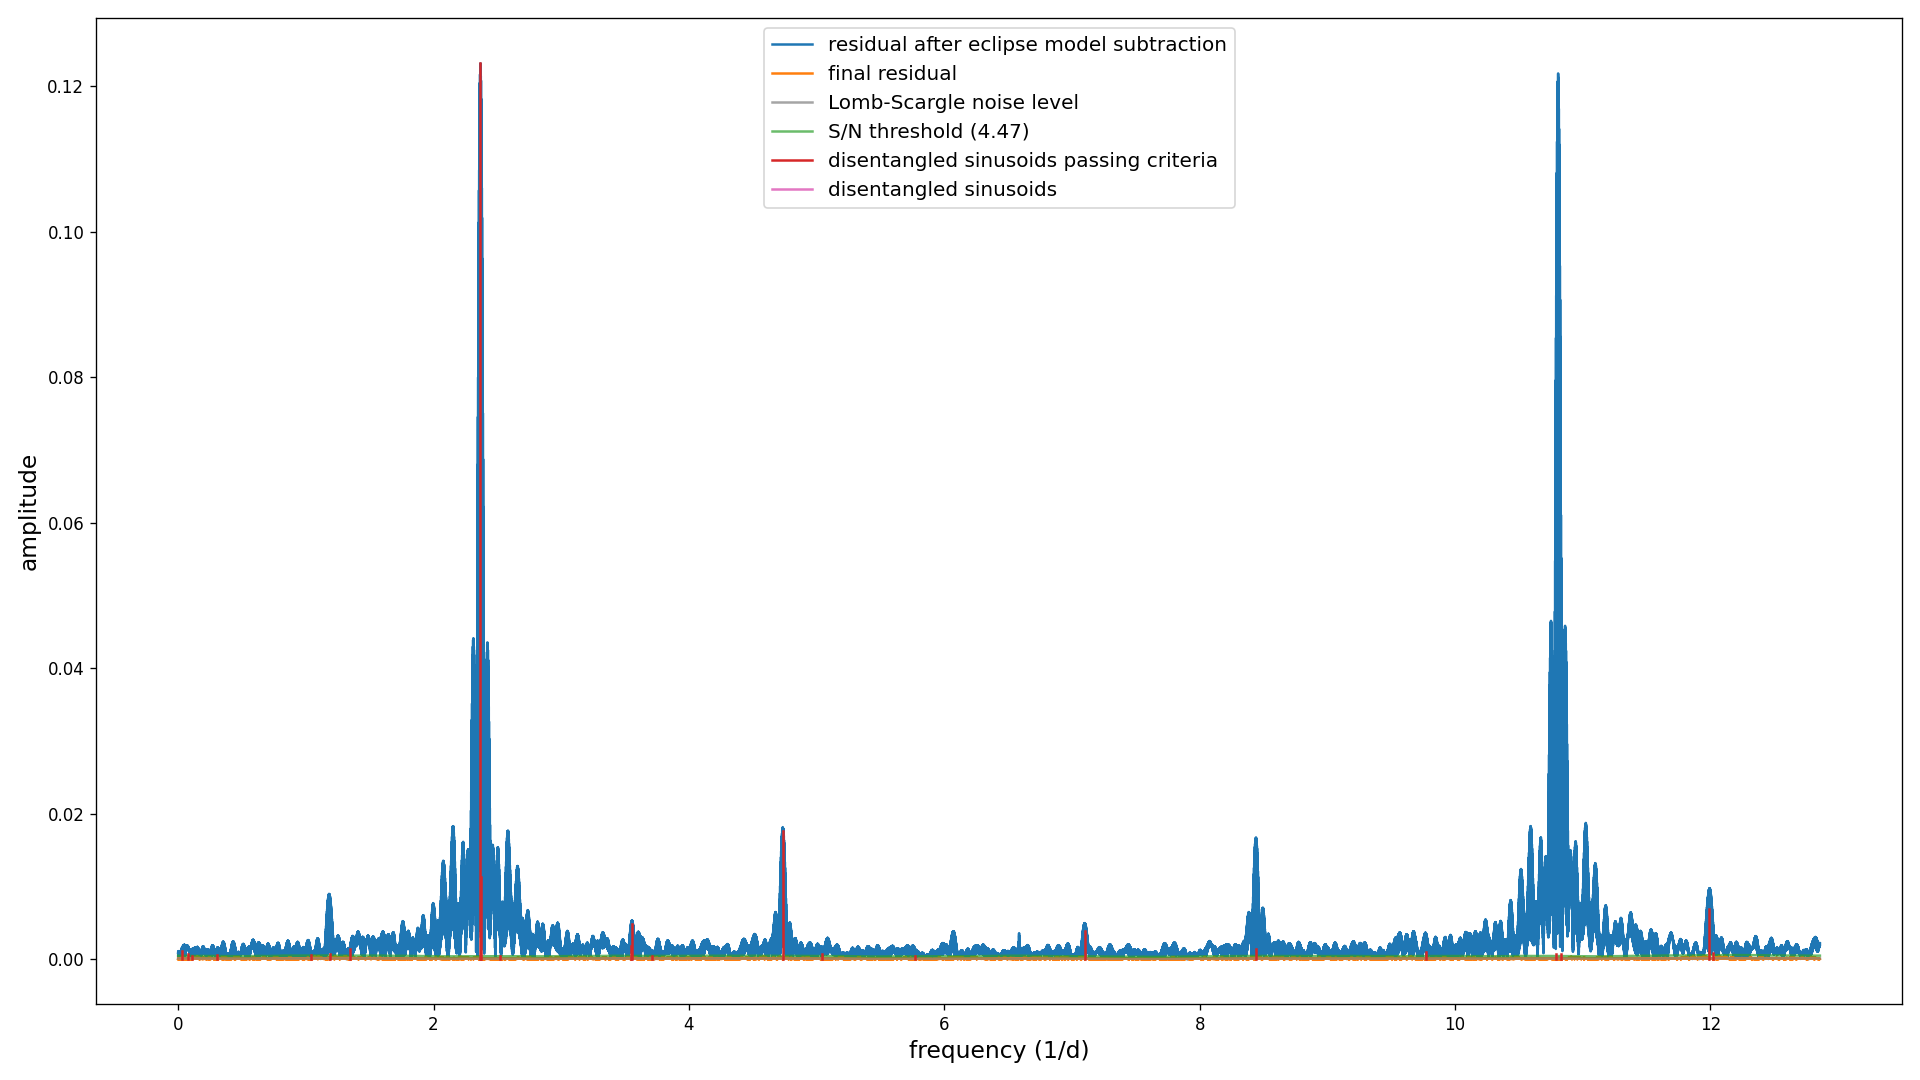 residual after eclipse model subtraction
final residual
Lomb-Scargle noise level
S/N threshold (4.47)
disentangled sinusoids passing criteria
disentangled sinusoids
amplitude
0.12
0.10
0.08
0.06
0.04
0.02
0.00
0 2 4 6 8 10 12
frequency (1/d)